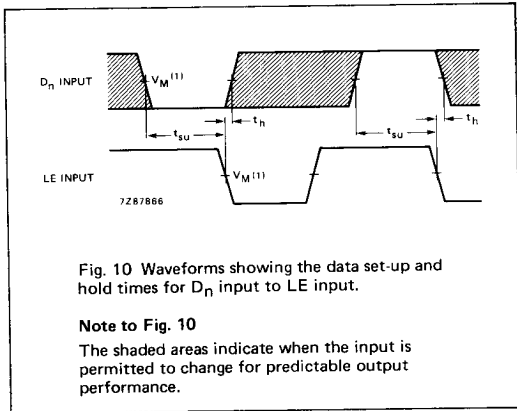 Dn INPUT
VM(1)
tsu
th
tsu
th
LE INPUT
VM(1)
7Z87866
Fig. 10 Waveforms showing the data set-up and
hold times for Dn input to LE input.
Note to Fig. 10
The shaded areas indicate when the input is
permitted to change for predictable output
performance.